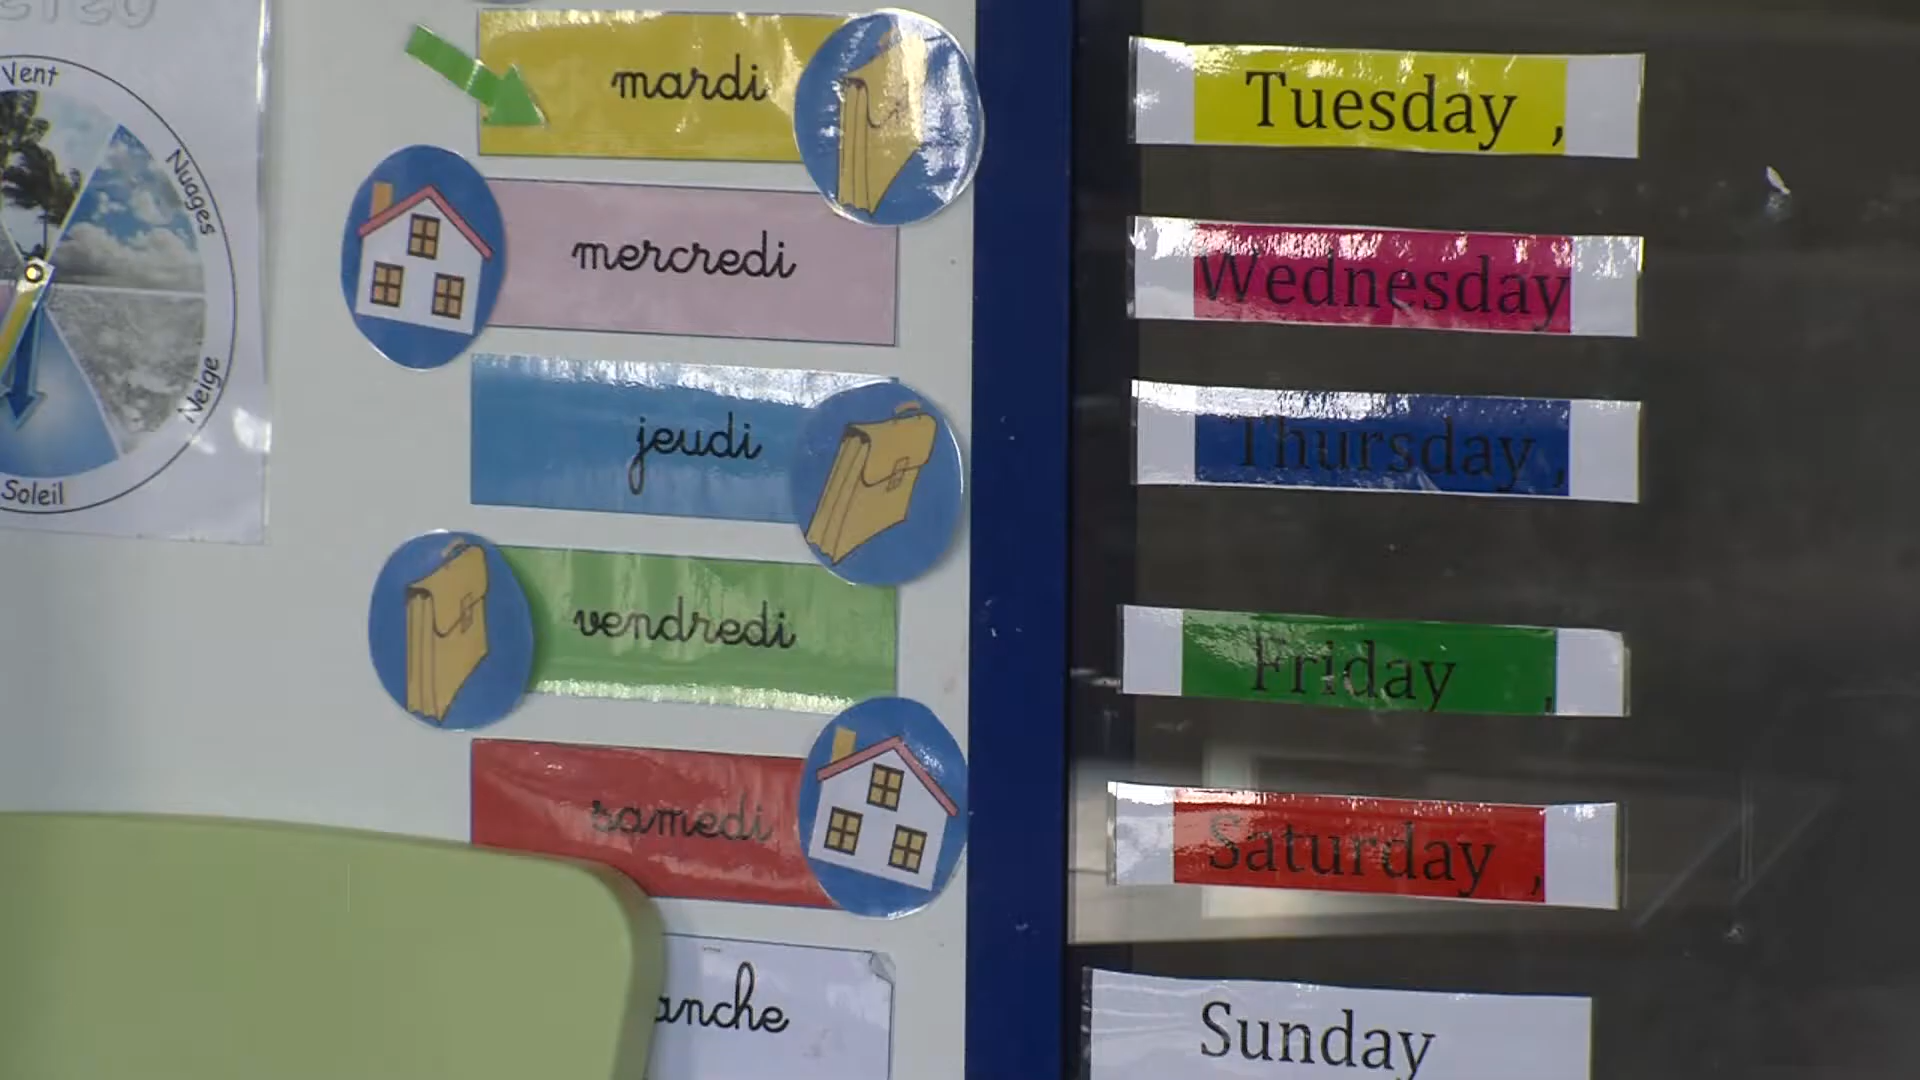 Vent
Nuages
Neige
Soleil
mardi
mercredi
jeudi
vendredi
samedi
anche
Tuesday ,
Wednesday
Thursday ,
Friday ,
Saturday ,
Sunday